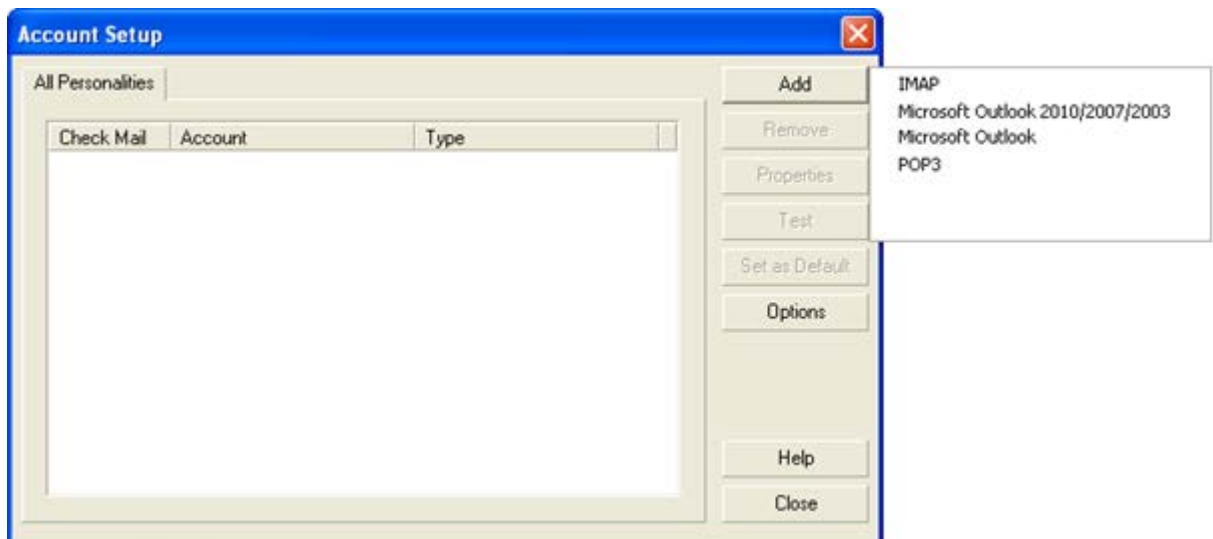 Account Setup
All Personalities
Check Mail Account Type
Add
Remove
Properties
Test
Set as Default
Options
Help
Close
IMAP
Microsoft Outlook 2010/2007/2003
Microsoft Outlook
POP3